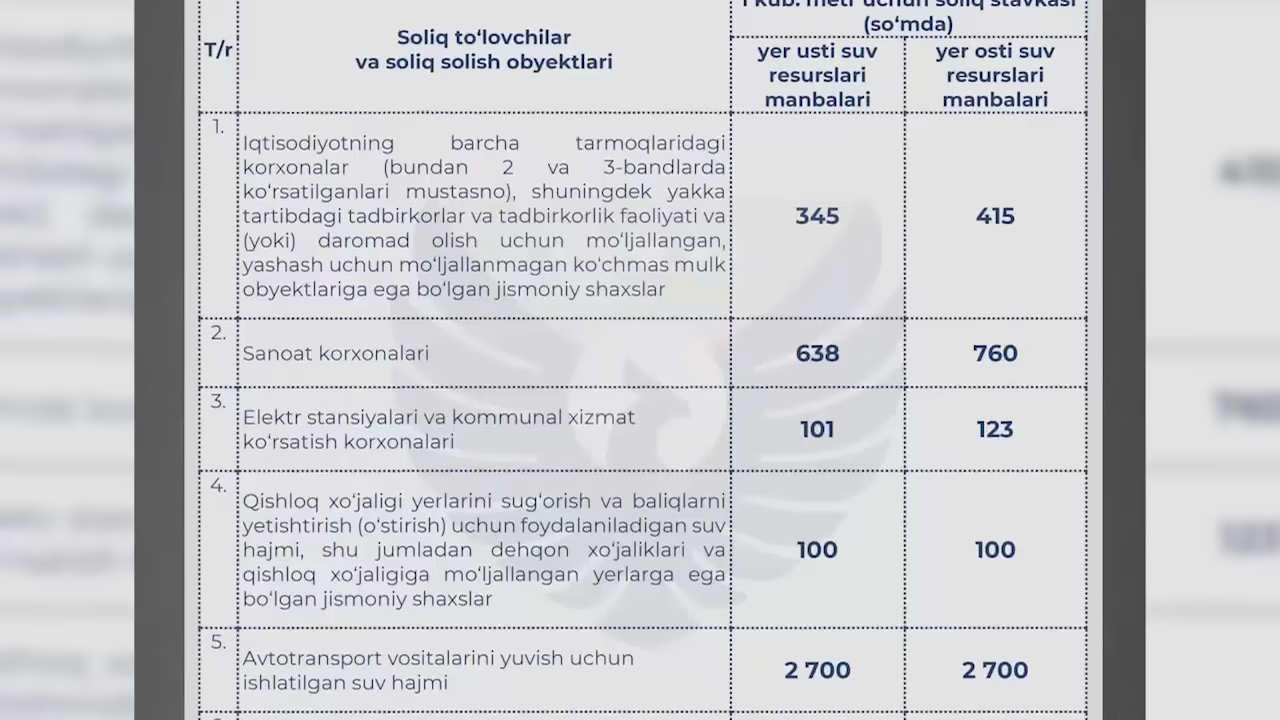 1 kub. metr uchun soliq stavkasi
(so‘mda)
T/r
Soliq to‘lovchilar
va soliq solish obyektlari
yer usti suv
resurslari
manbalari
yer osti suv
resurslari
manbalari
1.
Iqtisodiyotning barcha tarmoqlaridagi
korxonalar (bundan 2 va 3-bandlarda
ko‘rsatilganlari mustasno), shuningdek yakka
tartibdagi tadbirkorlar va tadbirkorlik faoliyati va
(yoki) daromad olish uchun mo‘ljallangan,
yashash uchun mo‘ljallanmagan ko‘chmas mulk
obyektlariga ega bo‘lgan jismoniy shaxslar
345
415
2.
Sanoat korxonalari
638
760
3.
Elektr stansiyalari va kommunal xizmat
ko‘rsatish korxonalari
101
123
4.
Qishloq xo‘jaligi yerlarini sug‘orish va baliqlarni
yetishtirish (o‘stirish) uchun foydalaniladigan suv
hajmi, shu jumladan dehqon xo‘jaliklari va
qishloq xo‘jaligiga mo‘ljallangan yerlarga ega
bo‘lgan jismoniy shaxslar
100
100
5.
Avtotransport vositalarini yuvish uchun
ishlatilgan suv hajmi
2 700
2 700